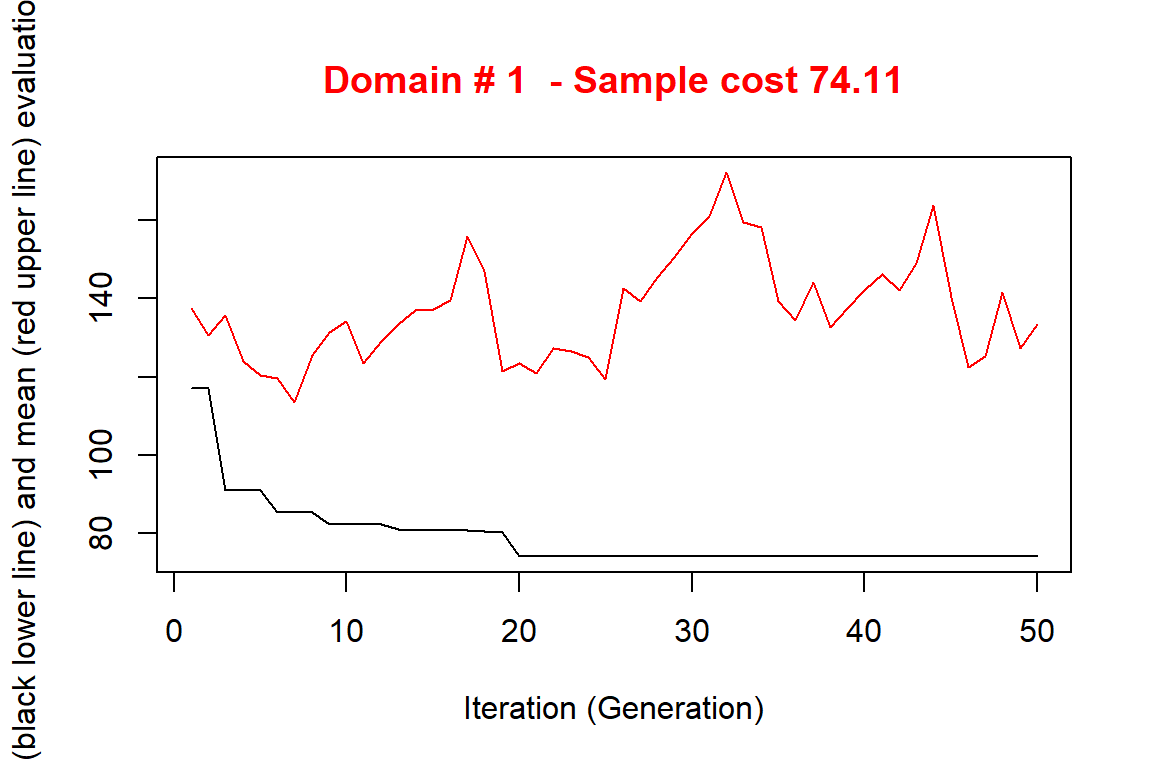 Domain # 1  - Sample cost 74.11
(black lower line) and mean (red upper line)
140
100
80
0 10 20 30 40 50
Iteration (Generation)